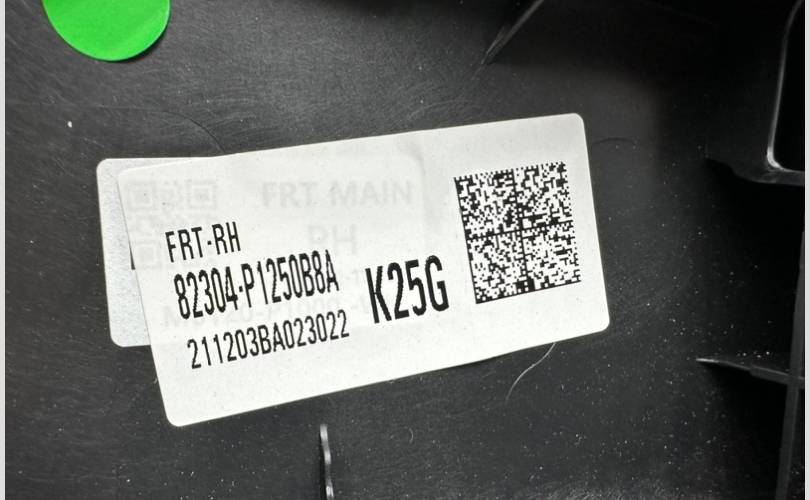 FRT MAIN
RH
FRT-RH
82304-P1250B8A
K25G
211203BA023022